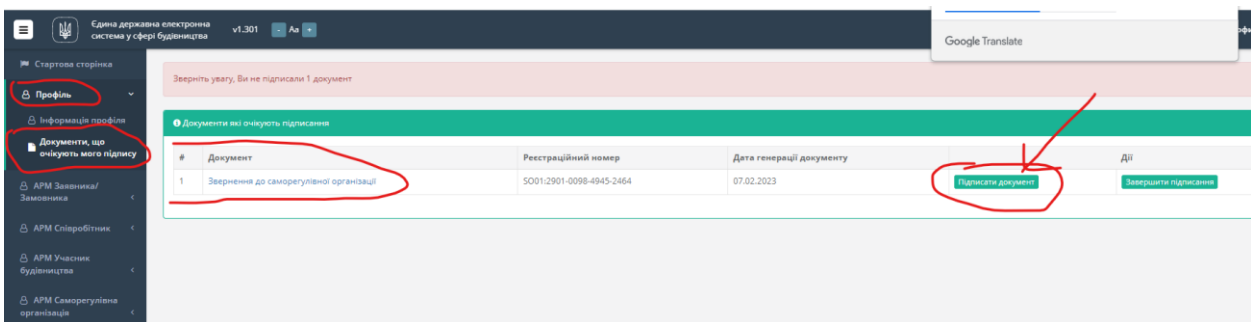 Єдина державна електронна
система у сфері будівництва
v1.301 - Aa +
Google Translate
Стартова сторінка
Профіль
Інформація профілю
Документи, що
очікують мого підпису
АРМ Заявника/
Замовника
АРМ Співробітник
АРМ Учасник
будівництва
АРМ Саморегулівна
організація
Зверніть увагу, Ви не підписали 1 документ
Документи які очікують підписання
# Документ Реєстраційний номер Дата генерації документу Дії
1 Звернення до саморегулівної організації SO01:2901-0098-4945-2464 07.02.2023 Підписати документ Завершити підписання